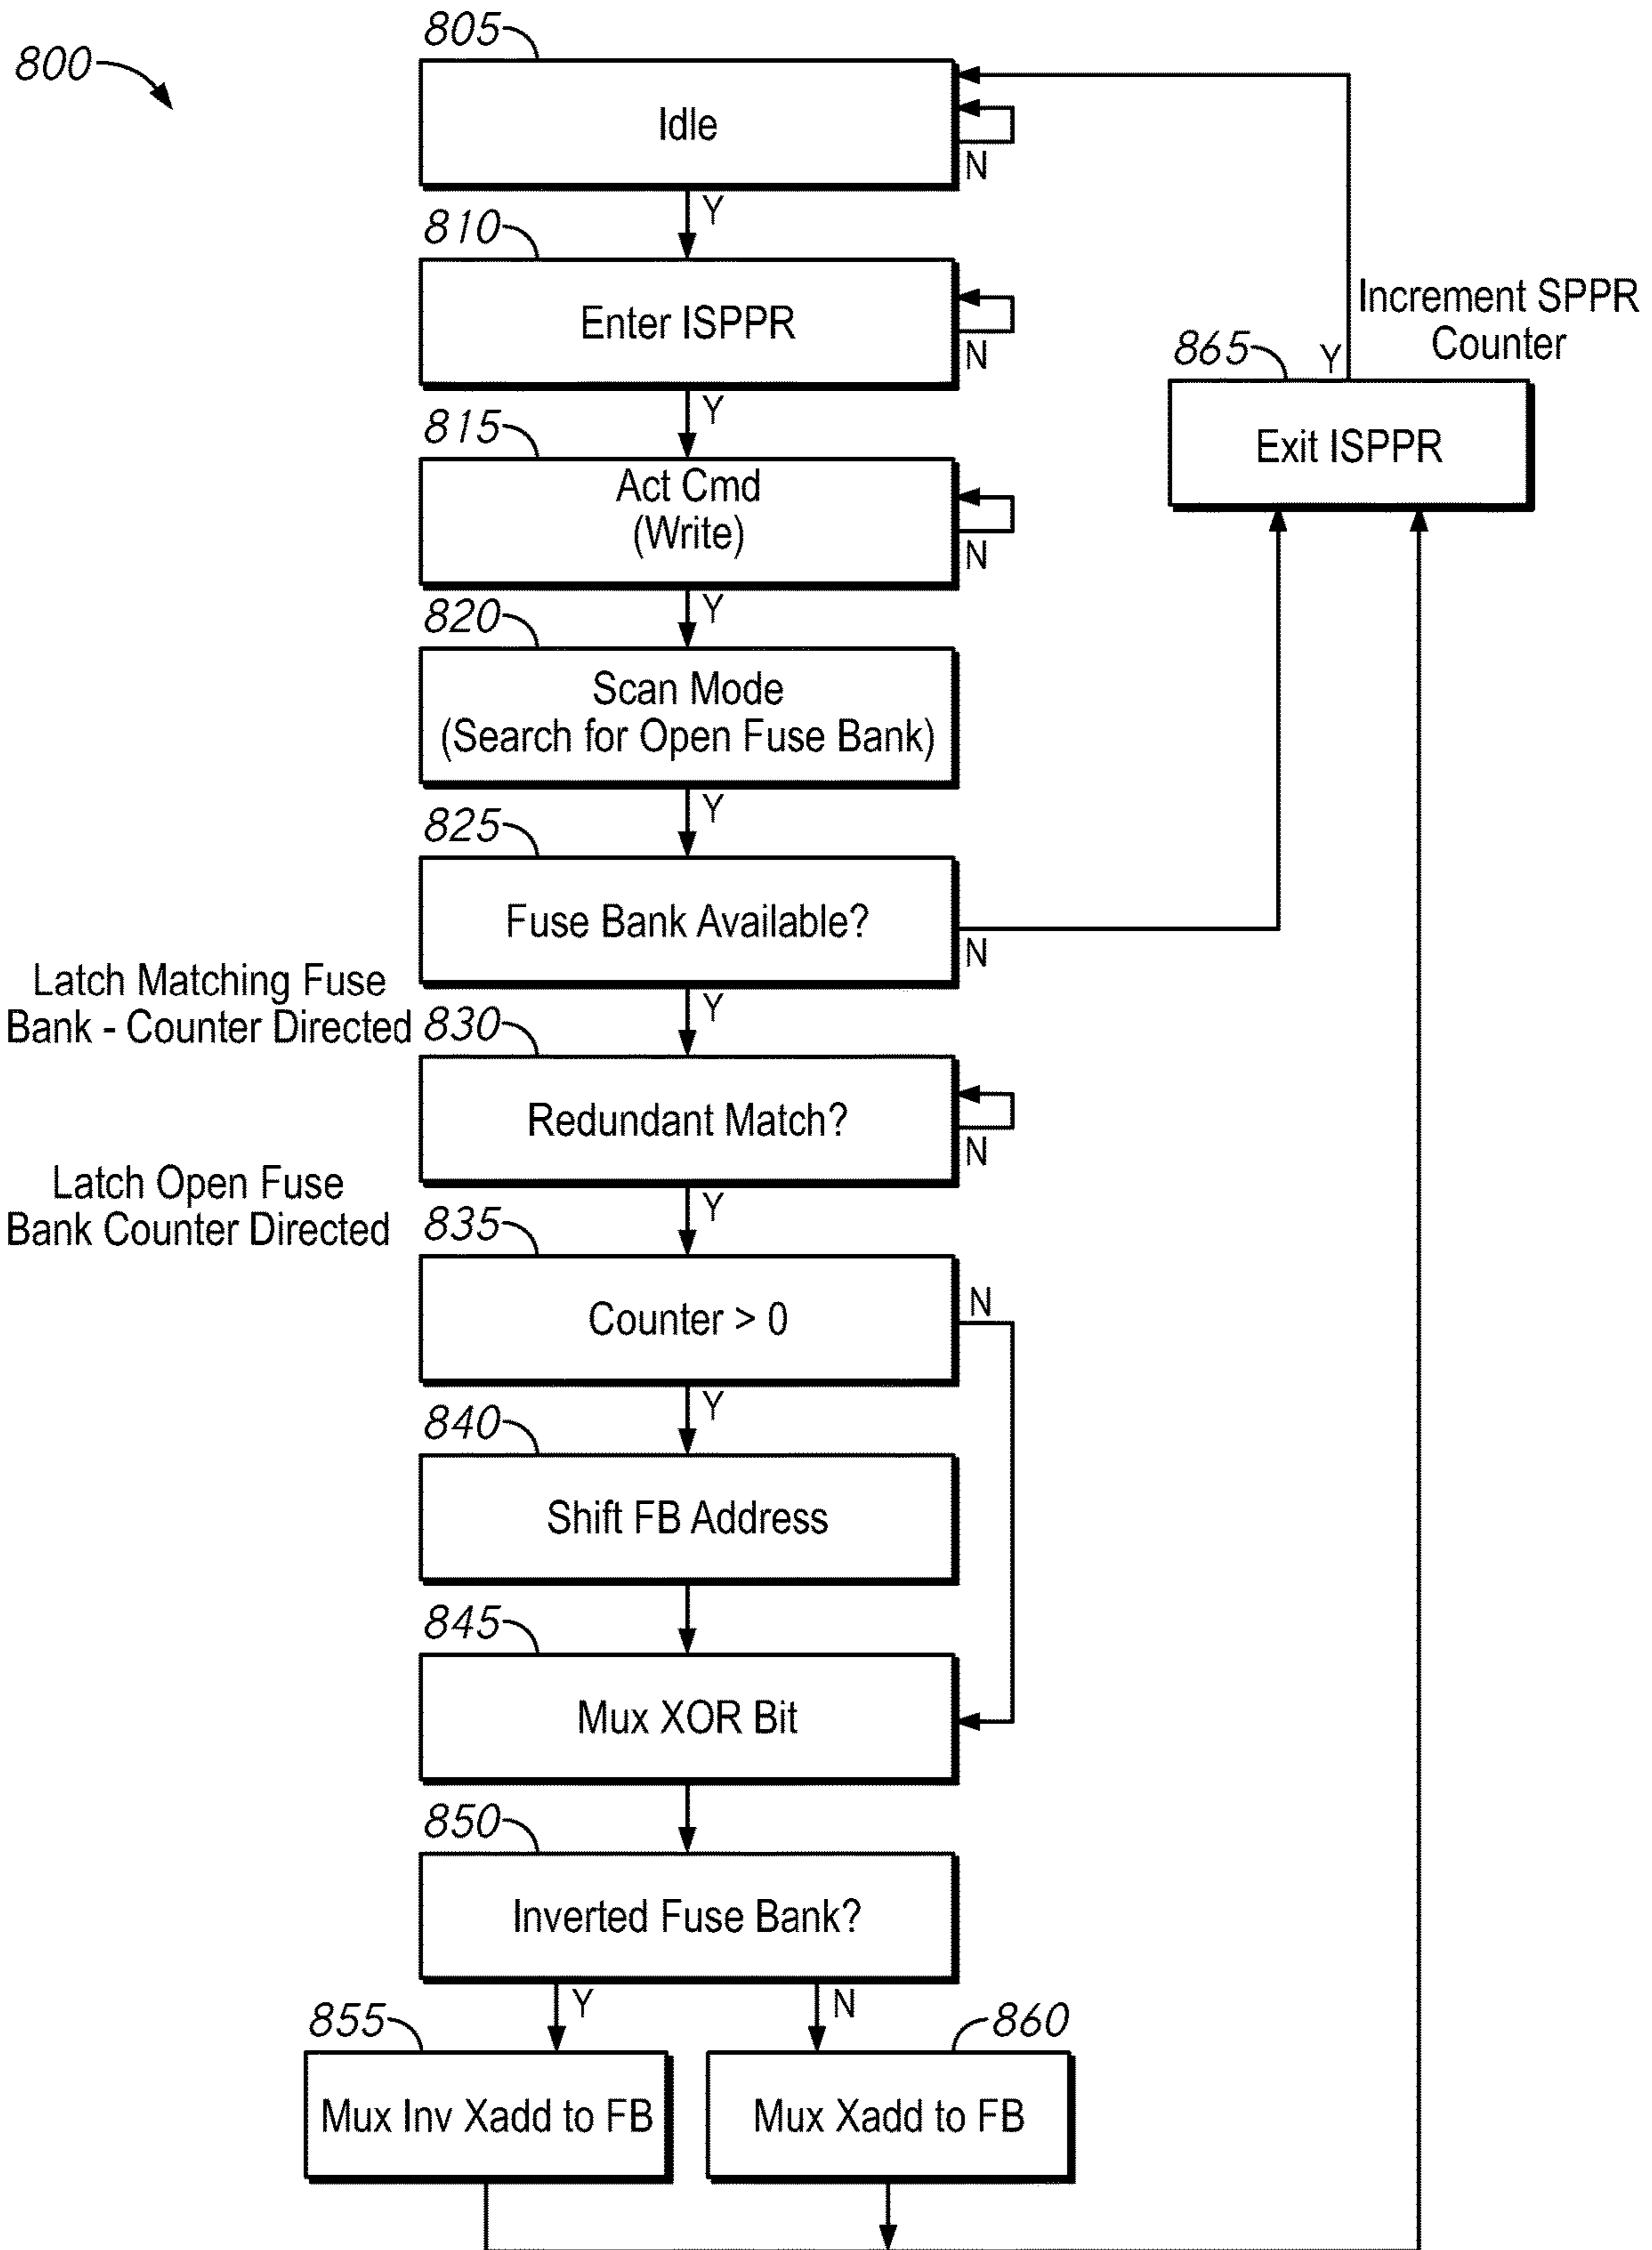 800
805
Idle
N
Y
810
Enter ISPPR
N
Y
815
Act Cmd
(Write)
N
Y
820
Scan Mode
(Search for Open Fuse Bank)
Y
825
Fuse Bank Available?
N
Y
Latch Matching Fuse
Bank - Counter Directed
830
Redundant Match?
N
Y
Latch Open Fuse
Bank Counter Directed
835
Counter > 0
N
Y
840
Shift FB Address
845
Mux XOR Bit
850
Inverted Fuse Bank?
Y
N
855
Mux Inv Xadd to FB
860
Mux Xadd to FB
865
Exit ISPPR
Y
Increment SPPR
Counter